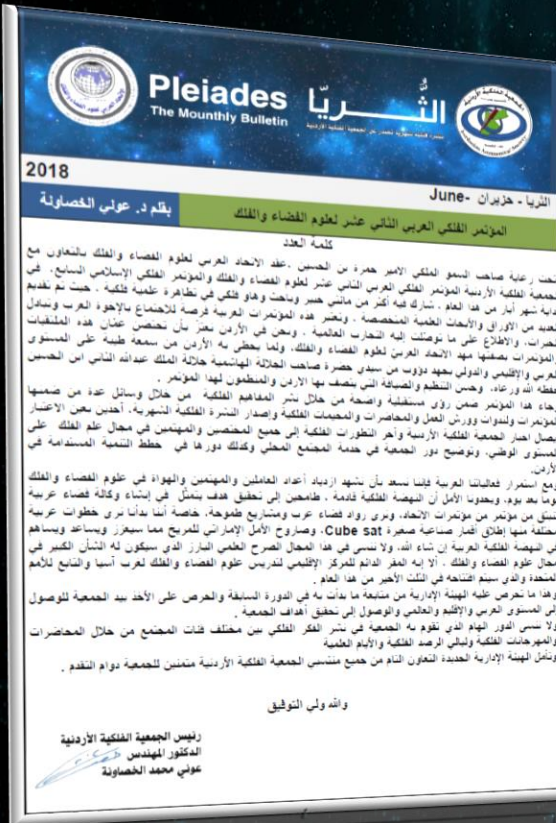 Pleiades
The Mounthly Bulletin
الثـــــريّا
2018
الثريا - حزيران -June
بقلم د. عوني الخصاونة
المؤتمر الفلكي العربي الثاني عشر لعلوم الفضاء والفلك
كلمة العدد
تحت رعاية صاحب السمو الملكي الامير حمزة بن الحسين ،عقد الاتحاد العربي لعلوم الفضاء والفلك بالتعاون مع
الجمعية الفلكية الأردنية المؤتمر الفلكي العربي الثاني عشر لعلوم الفضاء والفلك والمؤتمر الفلكي الإسلامي السابع، في
بداية شهر أيار من هذا العام ، شارك فيه أكثر من مائتي خبير وباحث وهاو فلكي في تظاهرة علمية فلكية ، حيث تم تقديم
العديد من الاوراق والأبحاث العلمية المتخصصة . وتعتبر هذه المؤتمرات العربية فرصة للاجتماع بالإخوة العرب وتبادل
الخبرات، والاطلاع على ما توصلت إليه التجارب العالمية . ونحن في الأردن نعتز بأن تحتضن عمّان هذه الملتقيات
والمؤتمرات بصفتها مهد الاتحاد العربي لعلوم الفضاء والفلك، ولما يحظى به الأردن من سمعة طيبة على المستوى
العربي والإقليمي والدولي بجهد دؤوب من سيدي حضرة صاحب الجلالة الهاشمية جلالة الملك عبدالله الثاني ابن الحسين
حفظه الله ورعاه، وحسن التنظيم والضيافة التي يتصف بها الاردن والمنظمون لهذا المؤتمر .
جاء هذا المؤتمر ضمن رؤى مستقبلية واضحة من خلال نشر المفاهيم الفلكية من خلال وسائل عدة من ضمنها
المؤتمرات ولندوات وورش العمل والمحاضرات والمخيمات الفلكية وإصدار النشرة الفلكية الشهرية، آخذين بعين الاعتبار
إيصال اخبار الجمعية الفلكية الأردنية وآخر التطورات الفلكية إلى جميع المختصين والمهتمين في مجال علم الفلك على
المستوى الوطني، وتوضيح دور الجمعية في خدمة المجتمع المحلي وكذلك دورها في خطط التنمية المستدامة في
الأردن.
ومع استمرار فعالياتنا العربية فإننا نسعد بأن نشهد ازدياد أعداد العاملين والمهتمين والهواة في علوم الفضاء والفلك
يوما بعد يوم، ويحدونا الأمل أن النهضة الفلكية قادمة ، طامحين إلى تحقيق هدف يتمثل في إنشاء وكالة فضاء عربية
تنبثق من مؤتمر من مؤتمرات الاتحاد، ونرى رواد فضاء عرب ومشاريع طموحة، خاصة أننا بدأنا نرى خطوات عربية
مختلفة منها إطلاق أقمار صناعية صغيرة Cube sat، وصاروخ الأمل الإماراتي للمريخ مما سيعزز ويساعد ويساهم
في النهضة الفلكية العربية إن شاء الله، ولا ننسى في هذا المجال الصرح العلمي البارز الذي سيكون له الشأن الكبير في
مجال علوم الفضاء والفلك ، ألا إنه المقر الدائم للمركز الإقليمي لتدريس علوم الفضاء والفلك لغرب آسيا والتابع للأمم
المتحدة والذي سيتم افتتاحه في الثلث الأخير من هذا العام .
وهذا ما تحرص عليه الهيئة الإدارية من متابعة ما بدأت به في الدورة السابقة والحرص على الأخذ بيد الجمعية للوصول
إلى المستوى العربي والإقليم والعالمي والوصول إلى تحقيق أهداف الجمعية .
ولا ننسى الدور الهام الذي تقوم به الجمعية في نشر الفكر الفلكي بين مختلف فئات المجتمع من خلال المحاضرات
والمهرجانات الفلكية وليالي الرصد الفلكية والأيام العلمية
وتأمل الهيئة الإدارية الجديدة التعاون التام من جميع منتسبي الجمعية الفلكية الأردنية متمنين للجمعية دوام التقدم .
والله ولي التوفيق
رئيس الجمعية الفلكية الأردنية
الدكتور المهندس
عوني محمد الخصاونة